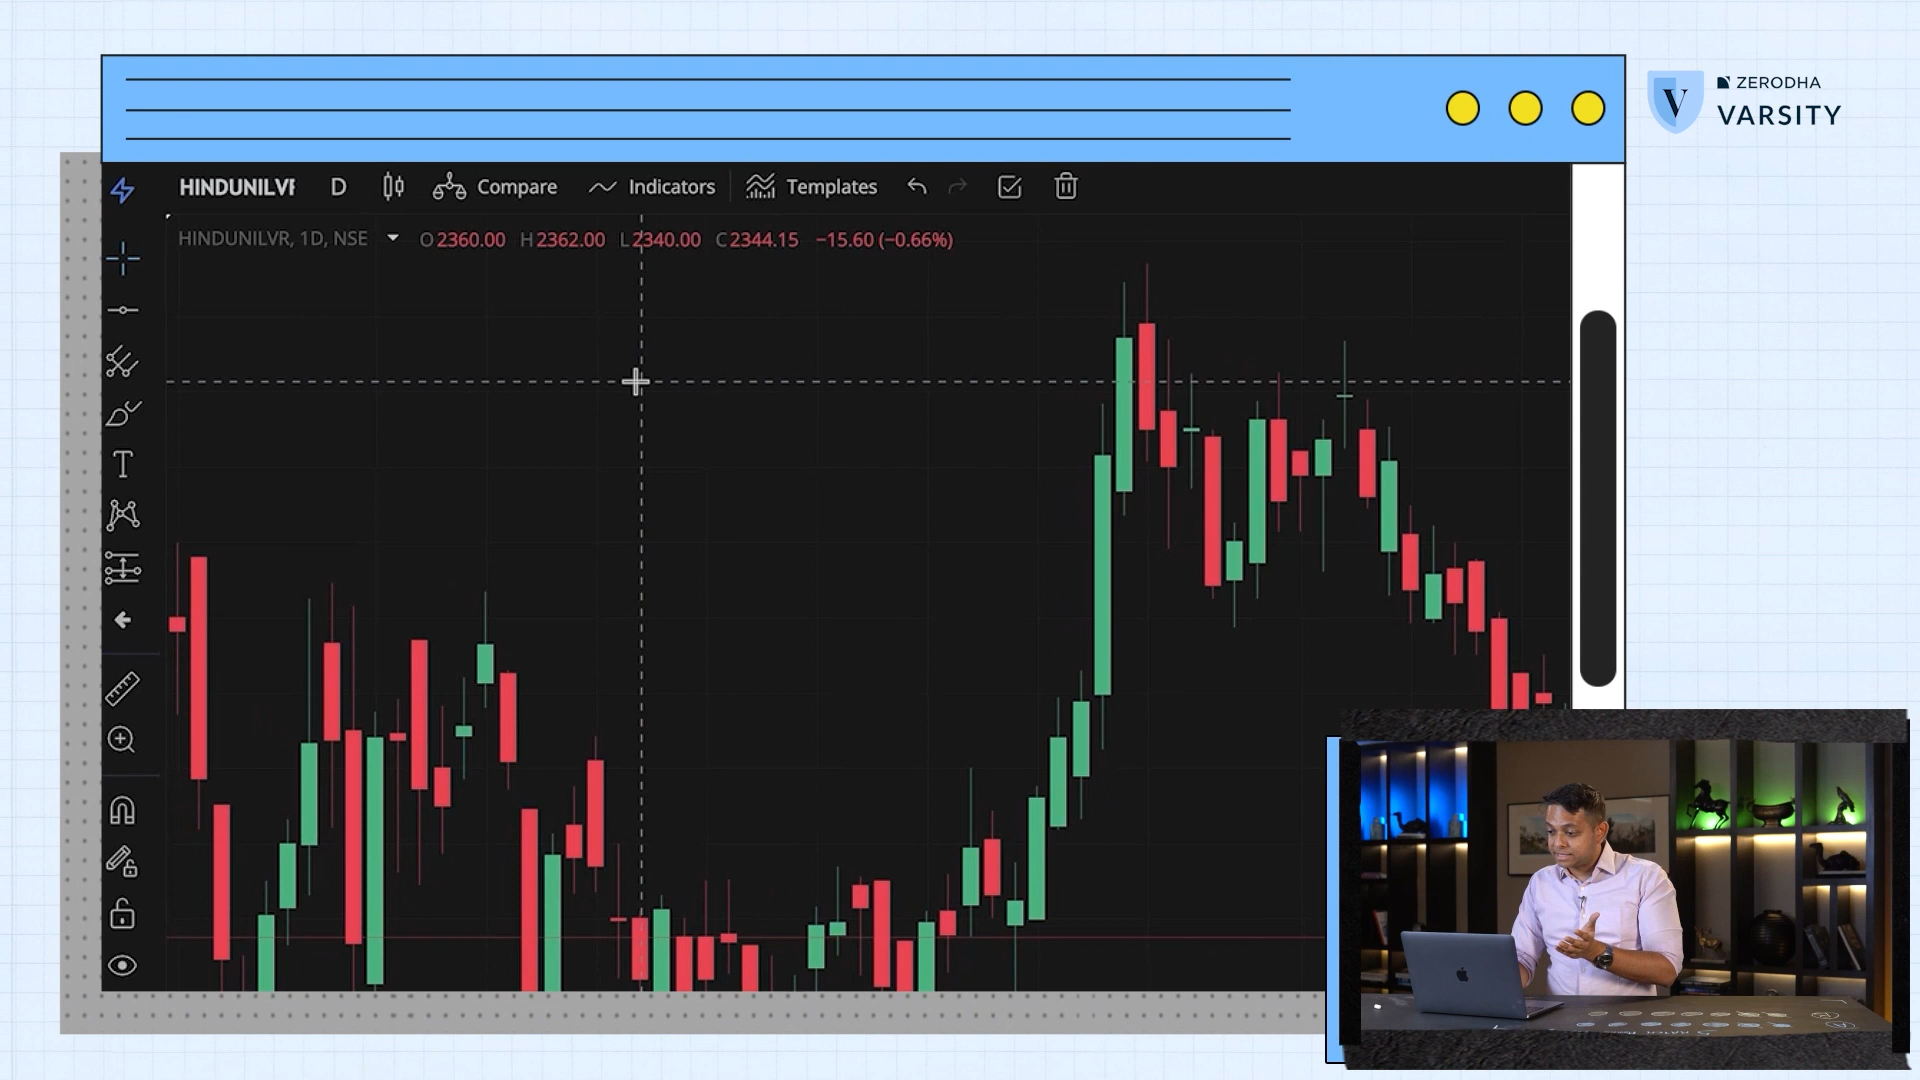 ZERODHA
V VARSITY
HINDUNILVF D Compare Indicators Templates
HINDUNILVR, 1D, NSE O2360.00 H2362.00 L2340.00 C2344.15 −15.60 (−0.66%)
T